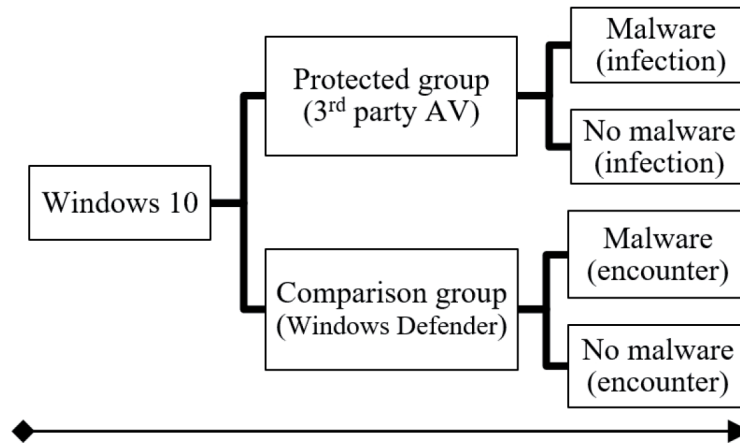 Windows 10
Protected group
(3rd party AV)
Malware
(infection)
No malware
(infection)
Comparison group
(Windows Defender)
Malware
(encounter)
No malware
(encounter)